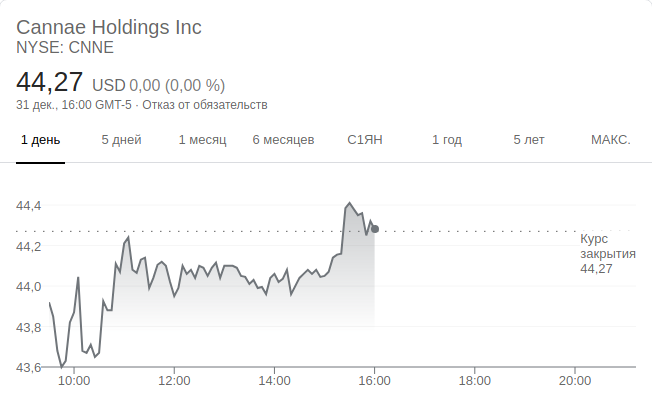 Cannae Holdings Inc
NYSE: CNNE
44,27 USD 0,00 (0,00 %)
31 дек., 16:00 GMT-5 · Отказ от обязательств
1 день 5 дней 1 месяц 6 месяцев С1ЯН 1 год 5 лет МАКС.
44,4
Курс
44,2
закрытия
44,27
44,0
43,8
43,6
10:00 12:00 14:00 16:00 18:00 20:00